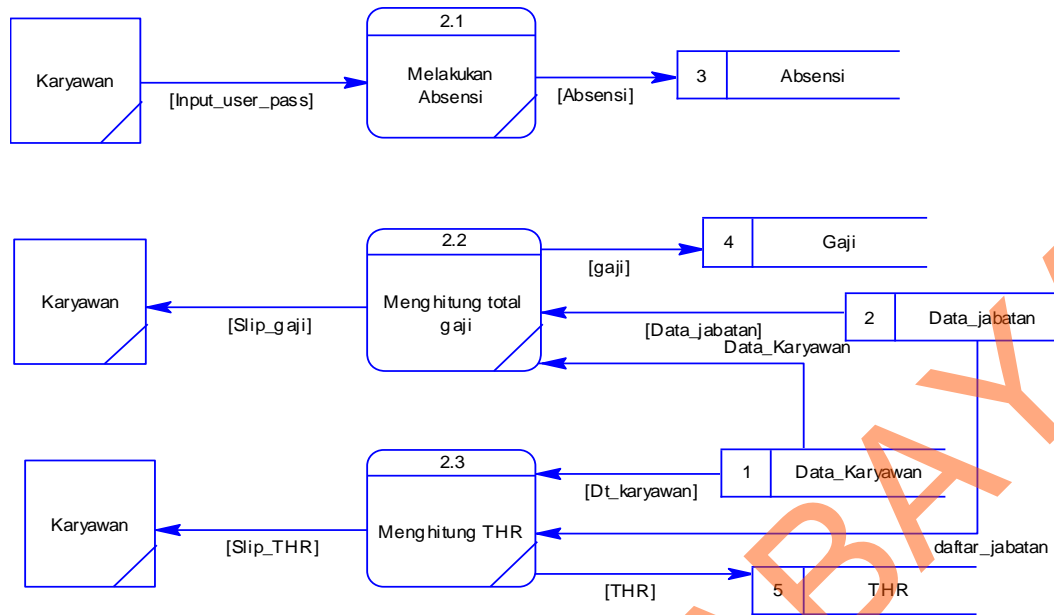 2.1
Karyawan
Melakukan
Absensi
3
Absensi
[Input_user_pass]
[Absensi]
2.2
4
Gaji
[gaji]
Karyawan
Menghitung total
gaji
[Slip_gaji]
[Data_jabatan]
2
Data_jabatan
Data_Karyawan
2.3
1
Data_Karyawan
[Dt_karyawan]
Karyawan
Menghitung THR
[Slip_THR]
daftar_jabatan
[THR]
5
THR
BAYA